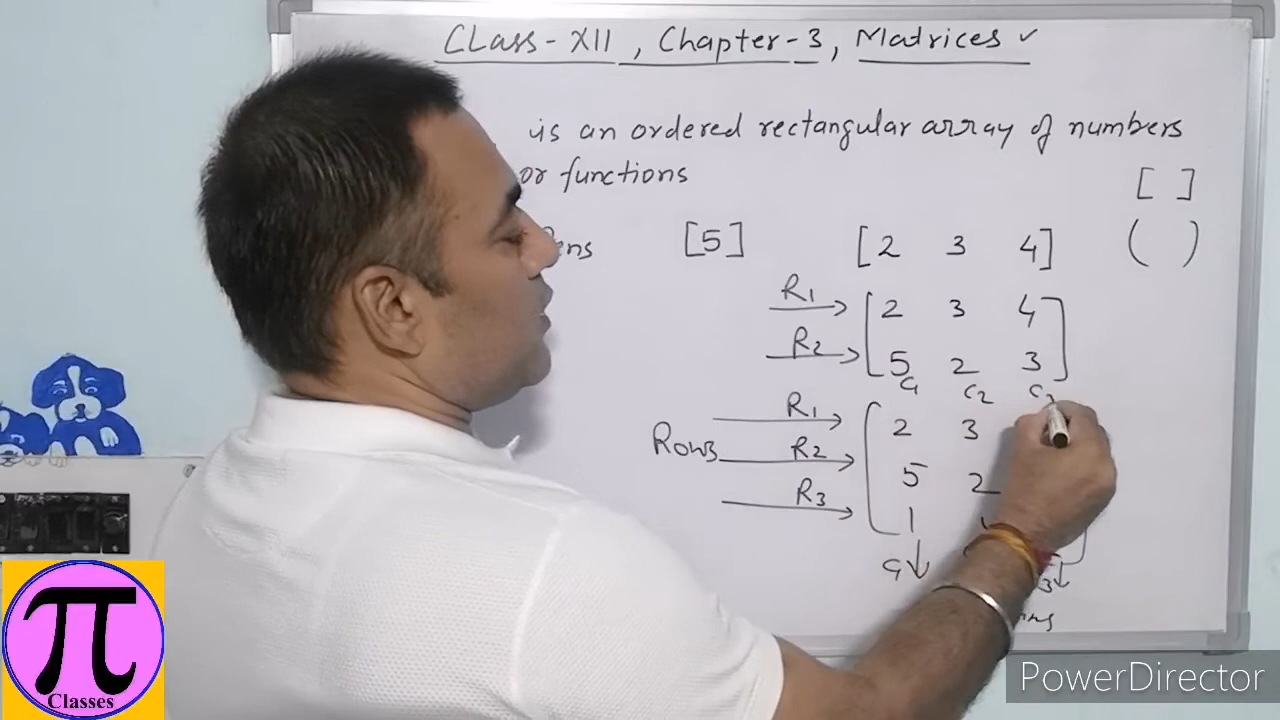 CLass-XII, Chapter-3, Matrices ✓
is an ordered rectangular array of numbers
or functions
[ ]
[5] [2 3 4] ( )
R1 2 3 4
R2 5 2 3
C1 C2
Rows R1 2 3
R2 5 2
R3 1
C1
π
Classes
PowerDirector